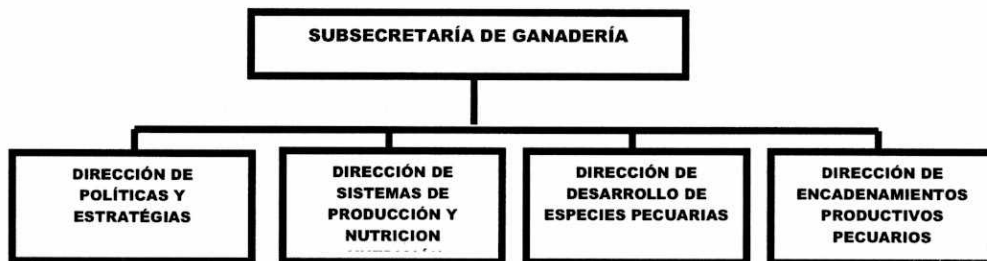 SUBSECRETARÍA DE GANADERÍA
DIRECCIÓN DE
POLÍTICAS Y
ESTRATÉGIAS
DIRECCIÓN DE
SISTEMAS DE
PRODUCCIÓN Y
NUTRICION
DIRECCIÓN DE
DESARROLLO DE
ESPECIES PECUARIAS
DIRECCIÓN DE
ENCADENAMIENTOS
PRODUCTIVOS
PECUARIOS